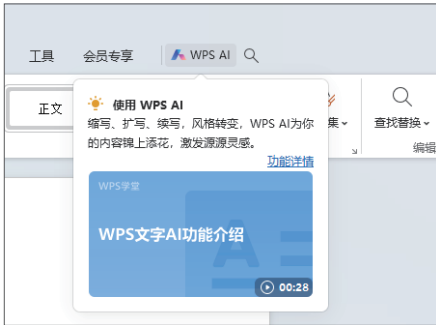 工具 会员专享 WPS AI
正文
使用 WPS AI
缩写、扩写、续写，风格转变，WPS AI为你
的内容锦上添花，激发源源灵感。
功能详情
WPS学堂
WPS文字AI功能介绍
00:28
集
查找替换
编辑